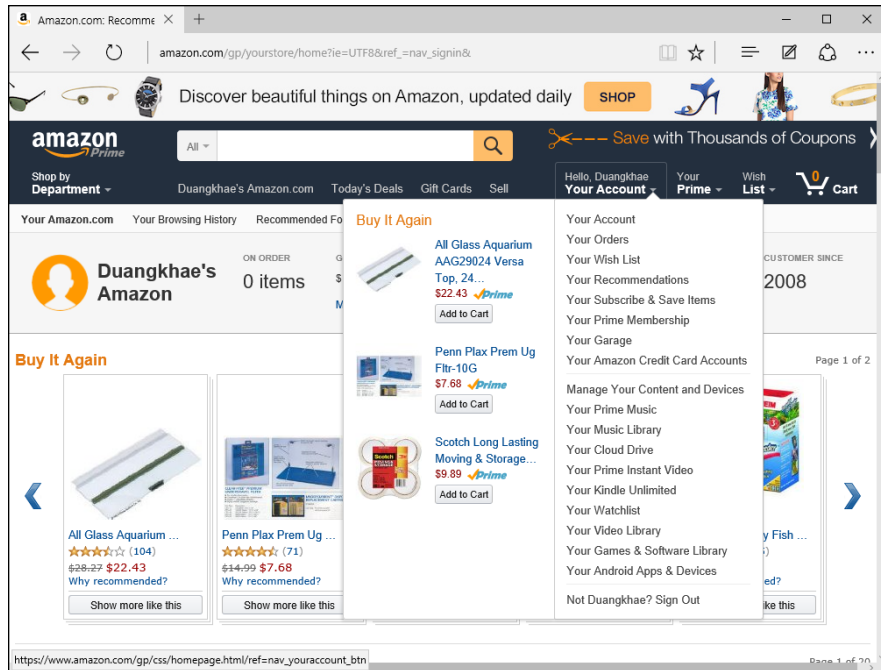 Amazon.com: Recomme
amazon.com/gp/yourstore/home?ie=UTF8&ref_=nav_signin&
Discover beautiful things on Amazon, updated daily
SHOP
amazon
Prime
All
Save with Thousands of Coupons
Shop by
Department
Duangkhae's Amazon.com Today's Deals Gift Cards Sell
Hello, Duangkhae
Your Account
Your
Prime
Wish
List
0
Cart
Your Amazon.com Your Browsing History Recommended Fo
Duangkhae's
Amazon
ON ORDER
0 items
G
$
M
CUSTOMER SINCE
2008
Buy It Again
All Glass Aquarium
AAG29024 Versa
Top, 24...
$22.43 Prime
Add to Cart
Penn Plax Prem Ug
Fltr-10G
$7.68 Prime
Add to Cart
Scotch Long Lasting
Moving & Storage...
$9.89 Prime
Add to Cart
Your Account
Your Orders
Your Wish List
Your Recommendations
Your Subscribe & Save Items
Your Prime Membership
Your Garage
Your Amazon Credit Card Accounts
Manage Your Content and Devices
Your Prime Music
Your Music Library
Your Cloud Drive
Your Prime Instant Video
Your Kindle Unlimited
Your Watchlist
Your Video Library
Your Games & Software Library
Your Android Apps & Devices
Not Duangkhae? Sign Out
Buy It Again
Page 1 of 2
All Glass Aquarium ...
(104)
$28.27 $22.43
Why recommended?
Show more like this
Penn Plax Prem Ug ...
(71)
$14.99 $7.68
Why recommended?
Show more like this
Scotch
y Fish ...
ed?
ike this
https://www.amazon.com/gp/css/homepage.html/ref=nav_youraccount_btn
Page 1 of 20